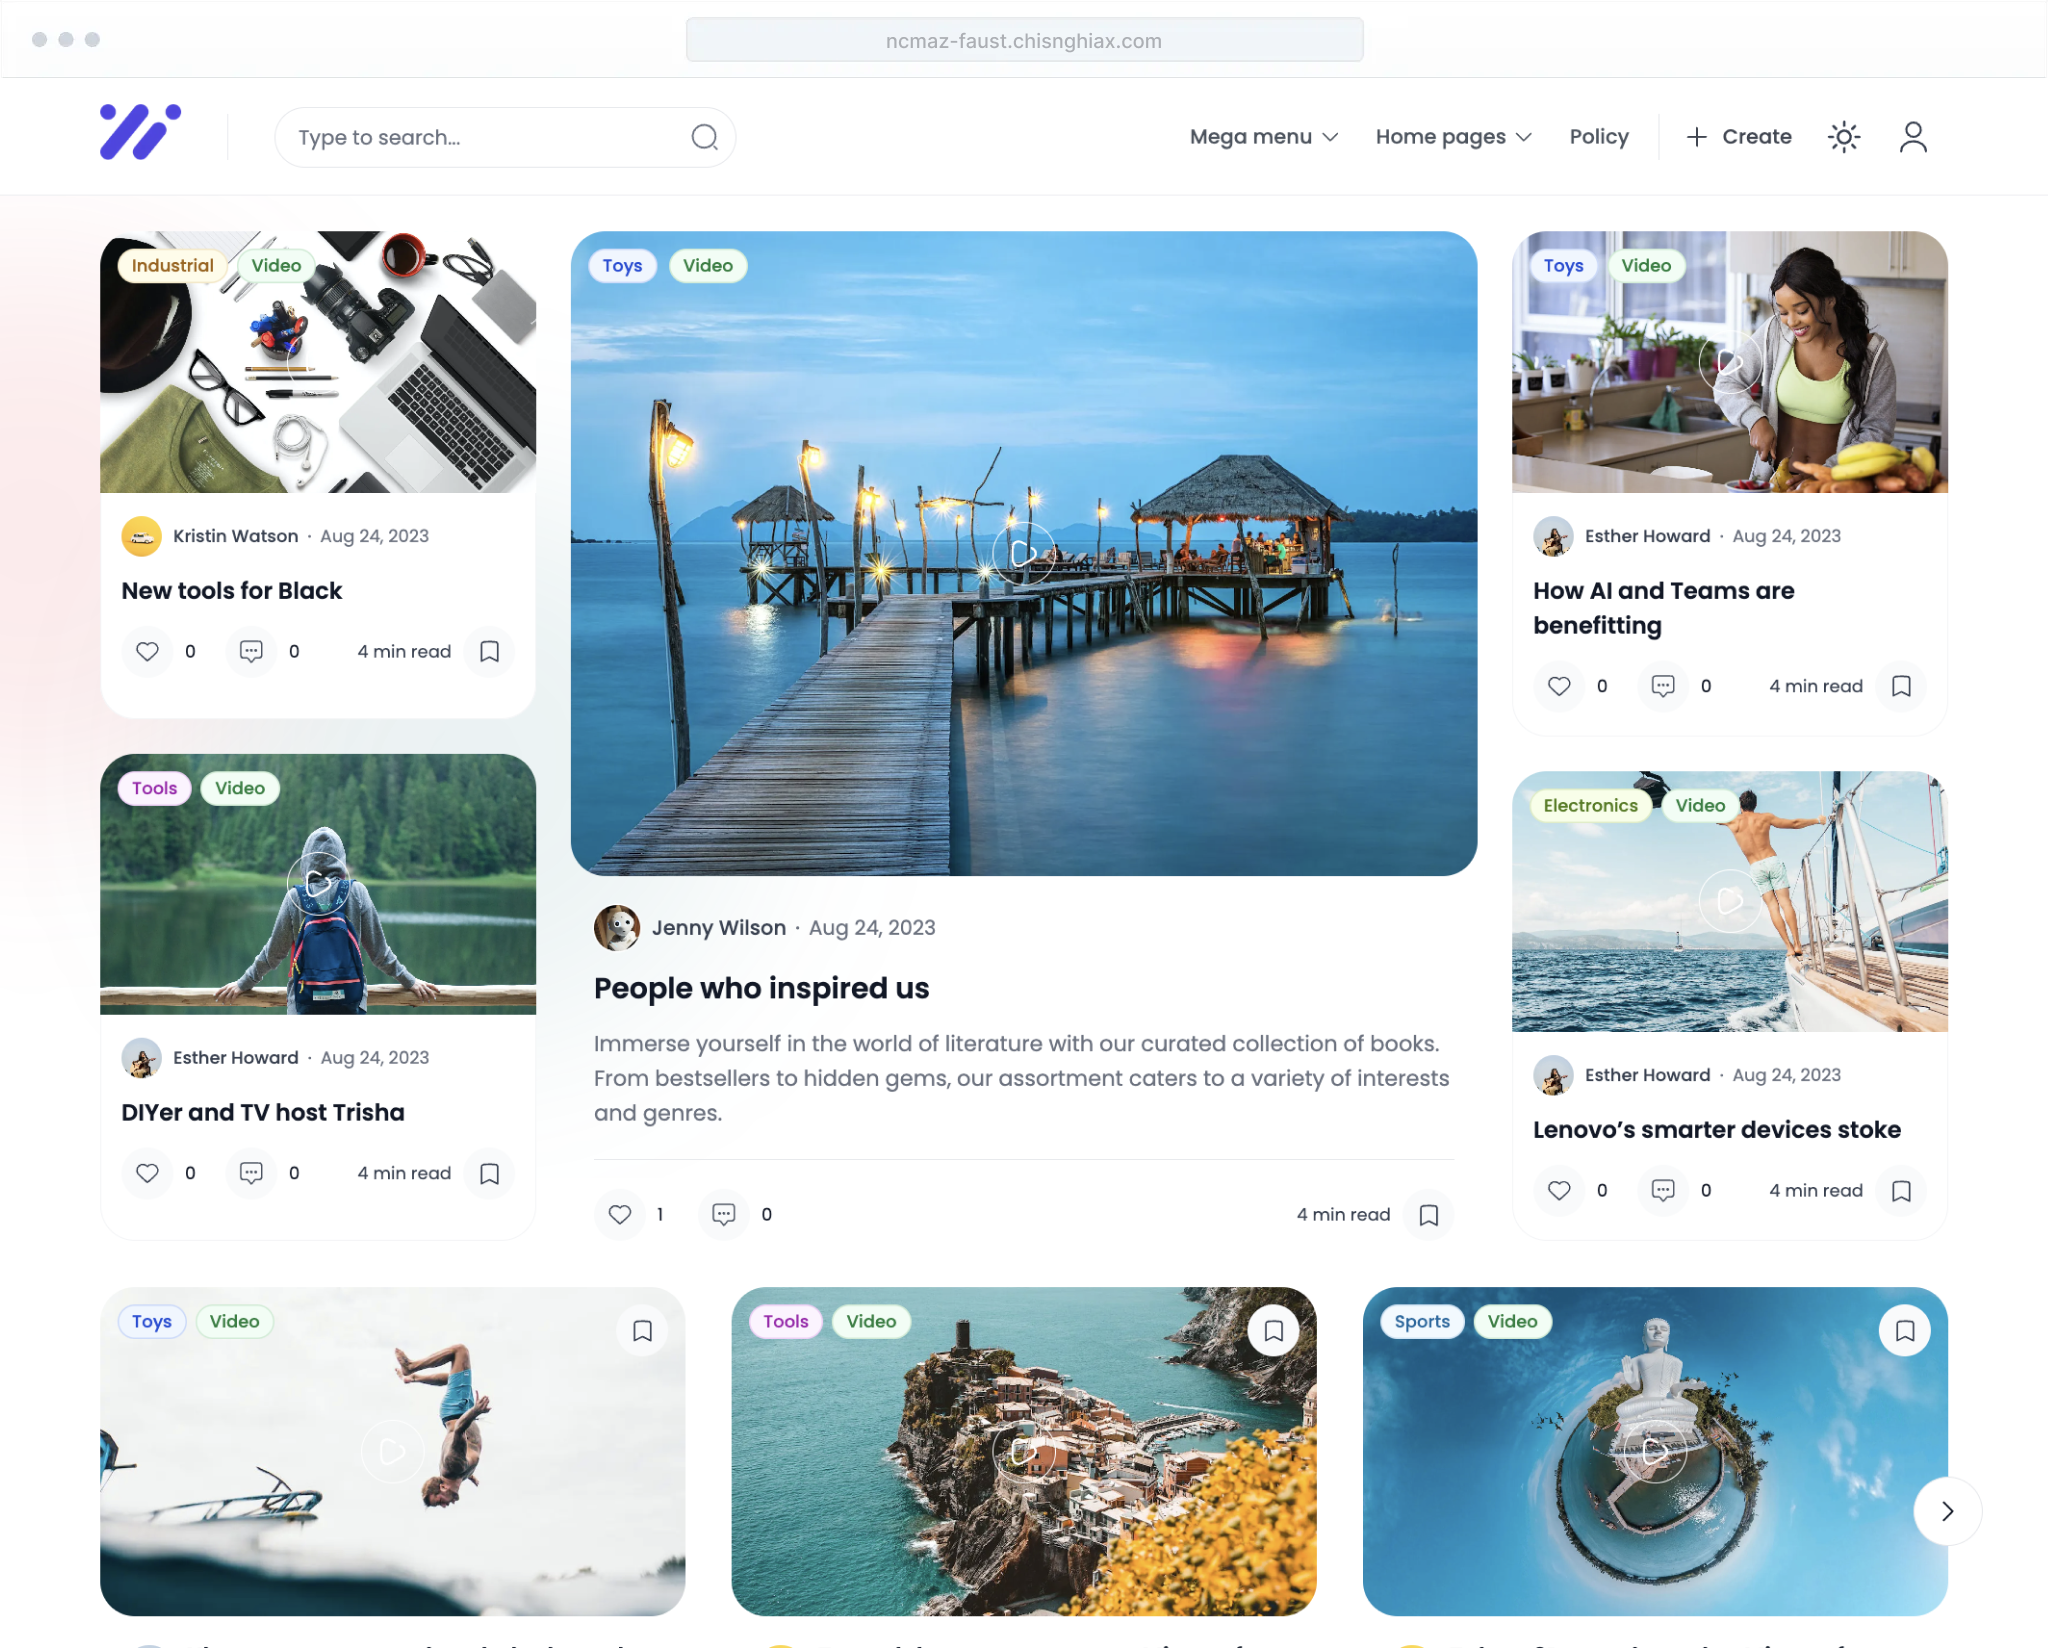 ncmaz-faust.chisnghiax.com
Type to search...
Mega menu
Home pages
Policy
Create
Industrial
Video
Kristin Watson · Aug 24, 2023
New tools for Black
0
0
4 min read
Tools
Video
Esther Howard · Aug 24, 2023
DIYer and TV host Trisha
0
0
4 min read
Toys
Video
Jenny Wilson · Aug 24, 2023
People who inspired us
Immerse yourself in the world of literature with our curated collection of books.
From bestsellers to hidden gems, our assortment caters to a variety of interests
and genres.
1
0
4 min read
Toys
Video
Esther Howard · Aug 24, 2023
How AI and Teams are
benefitting
0
0
4 min read
Electronics
Video
Esther Howard · Aug 24, 2023
Lenovo’s smarter devices stoke
0
0
4 min read
Toys
Video
Tools
Video
Sports
Video